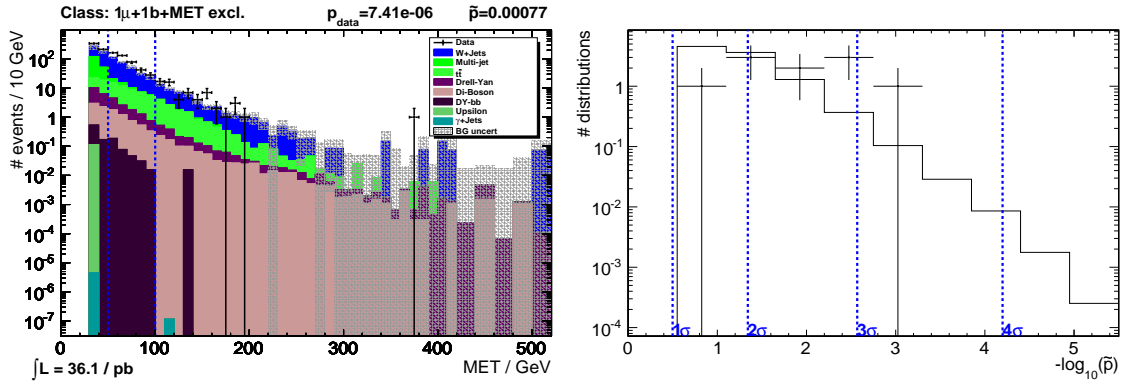 Class: 1μ+1b+MET excl.
p_data =7.41e-06
p̃=0.00077
# events / 10 GeV
10²
10
1
10⁻¹
10⁻²
10⁻³
10⁻⁴
10⁻⁵
10⁻⁶
10⁻⁷
Data
W+Jets
Multi-jet
tt̄
Drell-Yan
Di-Boson
DY-bb
Upsilon
γ+Jets
BG uncert
0 100 200 300 400 500
∫L = 36.1 / pb
MET / GeV
# distributions
1
10⁻¹
10⁻²
10⁻³
10⁻⁴
1σ 2σ 3σ 4σ
0 1 2 3 4 5
-log₁₀(p̃)